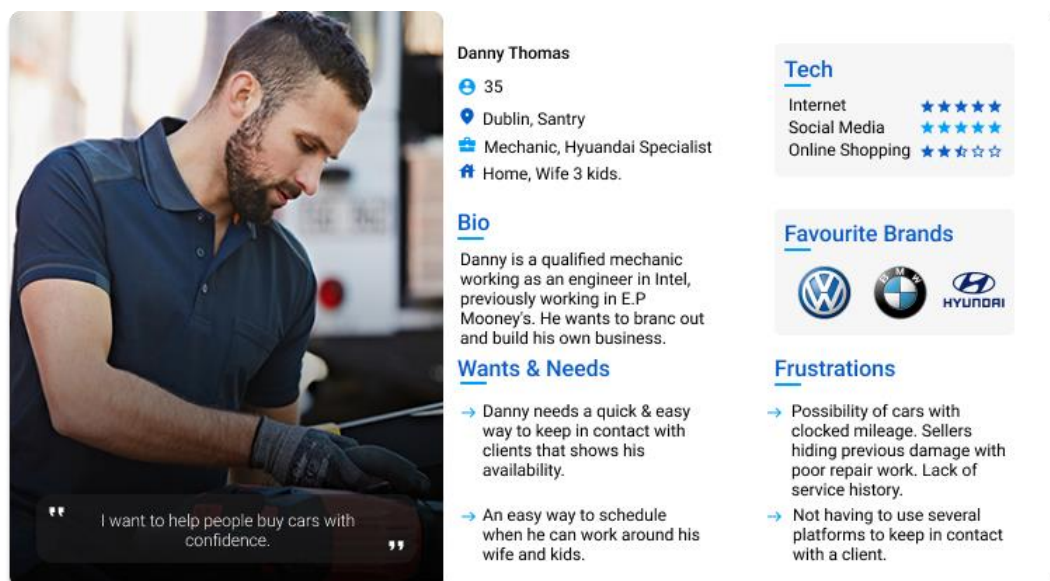 Danny Thomas
35
Dublin, Santry
Mechanic, Hyuandai Specialist
Home, Wife 3 kids.
Bio
Danny is a qualified mechanic
working as an engineer in Intel,
previously working in E.P
Mooney's. He wants to branc out
and build his own business.
Wants & Needs
Danny needs a quick & easy
way to keep in contact with
clients that shows his
availability.
An easy way to schedule
when he can work around his
wife and kids.
Tech
Internet
Social Media
Online Shopping
Favourite Brands
BMW
HYUNDAI
Frustrations
Possibility of cars with
clocked mileage. Sellers
hiding previous damage with
poor repair work. Lack of
service history.
Not having to use several
platforms to keep in contact
with a client.
"I want to help people buy cars with
confidence."